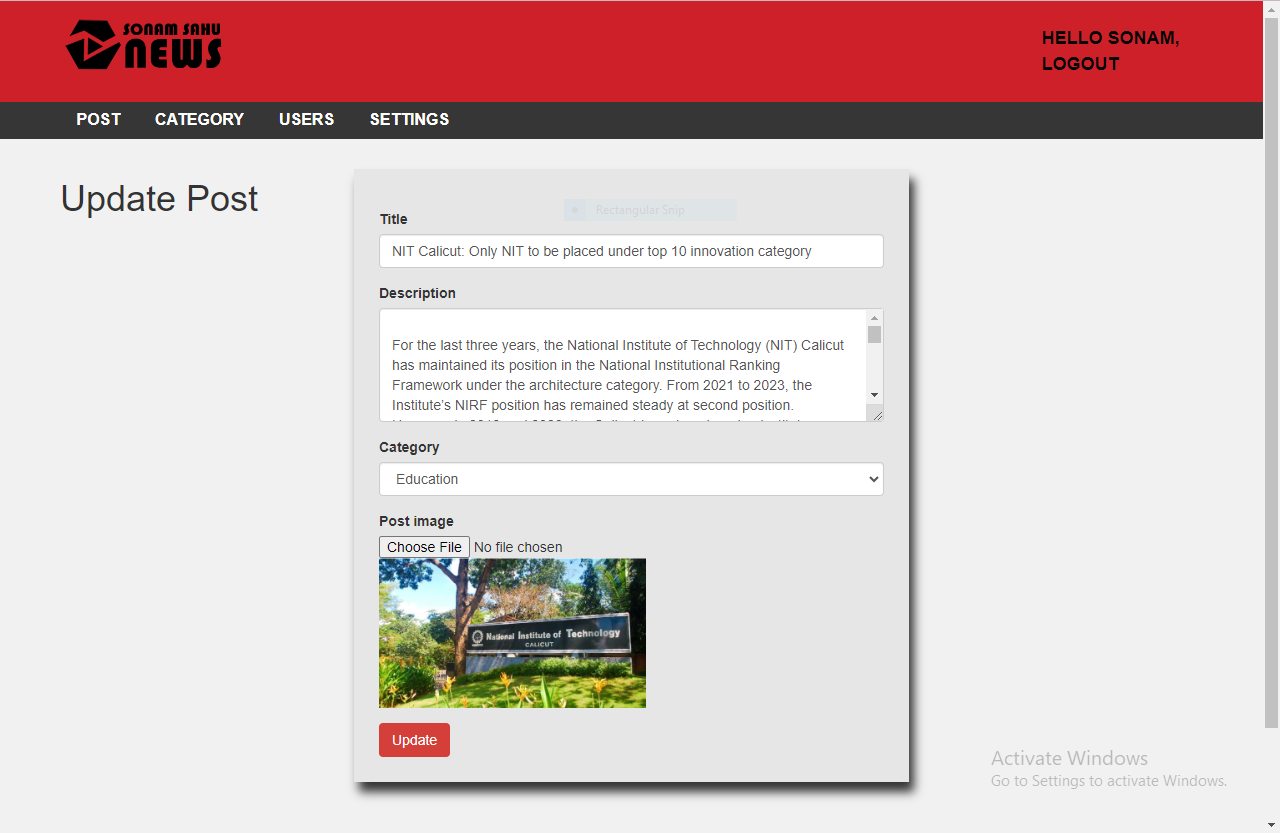 SONAM SAHU
NEWS
HELLO SONAM,
LOGOUT
POST CATEGORY USERS SETTINGS
Update Post
Rectangular Snip
Title
NIT Calicut: Only NIT to be placed under top 10 innovation category
Description
For the last three years, the National Institute of Technology (NIT) Calicut
has maintained its position in the National Institutional Ranking
Framework under the architecture category. From 2021 to 2023, the
Institute’s NIRF position has remained steady at second position.
Category
Education
Post image
Choose File No file chosen
National Institute of Technology
CALICUT
Update
Activate Windows
Go to Settings to activate Windows.